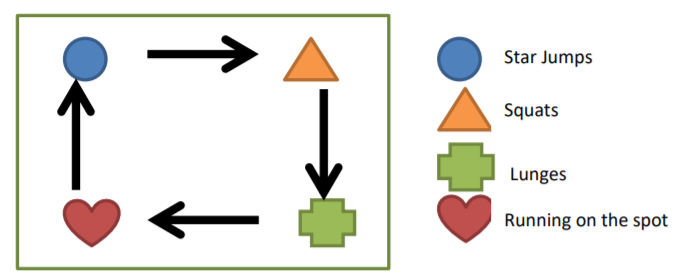 Star Jumps
Squats
Lunges
Running on the spot